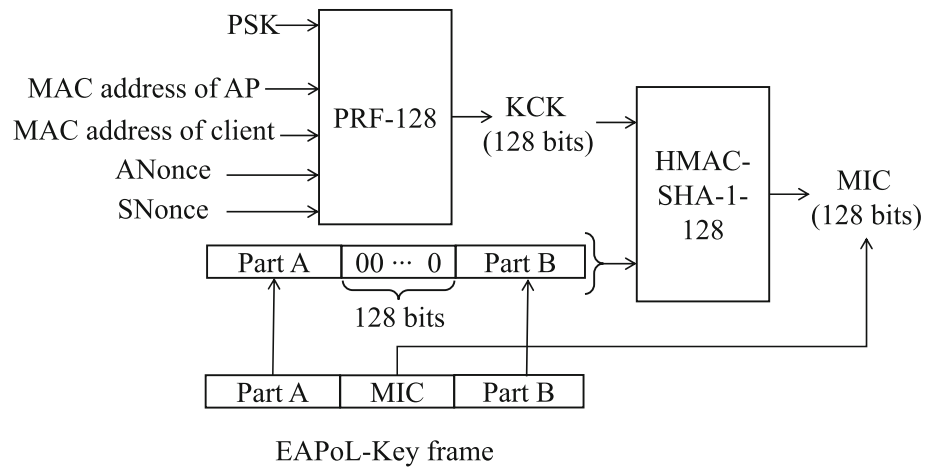 PSK
MAC address of AP
MAC address of client
ANonce
SNonce
PRF-128
KCK
(128 bits)
HMAC-
SHA-1-
128
MIC
(128 bits)
Part A 00 ··· 0 Part B
128 bits
Part A MIC Part B
EAPoL-Key frame